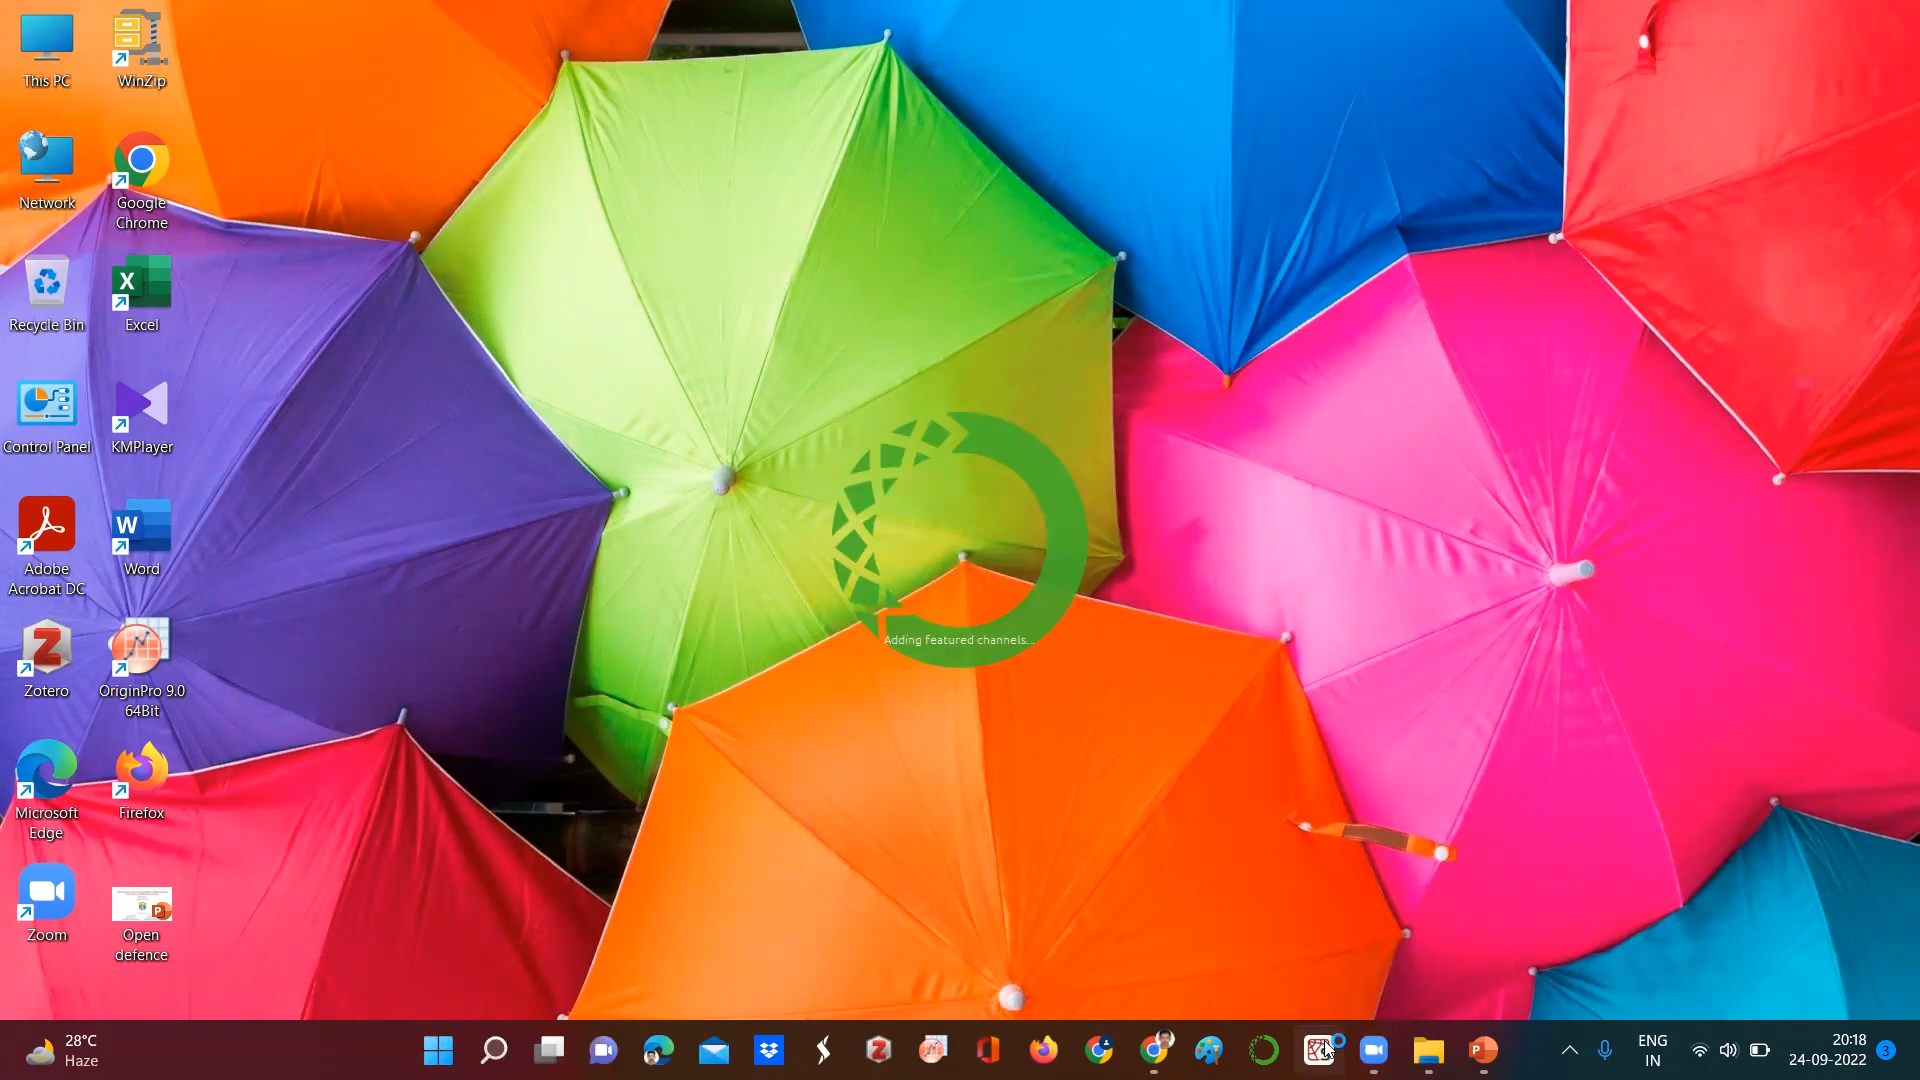 This PC
WinZip
Network
Google
Chrome
Recycle Bin
Excel
Control Panel
KMPlayer
Adobe
Acrobat DC
Word
Zotero
OriginPro 9.0
64Bit
Microsoft
Edge
Firefox
Zoom
Open
defence
Adding featured channels...
28°C
Haze
ENG
IN
20:18
24-09-2022
3